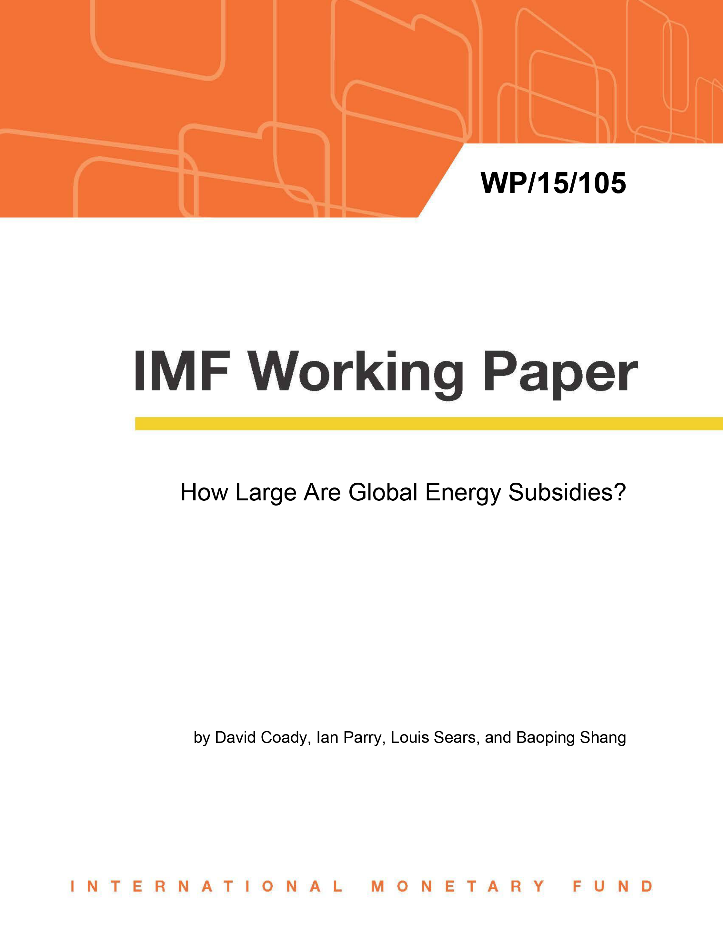 WP/15/105
IMF Working Paper
How Large Are Global Energy Subsidies?
by David Coady, Ian Parry, Louis Sears, and Baoping Shang
INTERNATIONAL MONETARY FUND